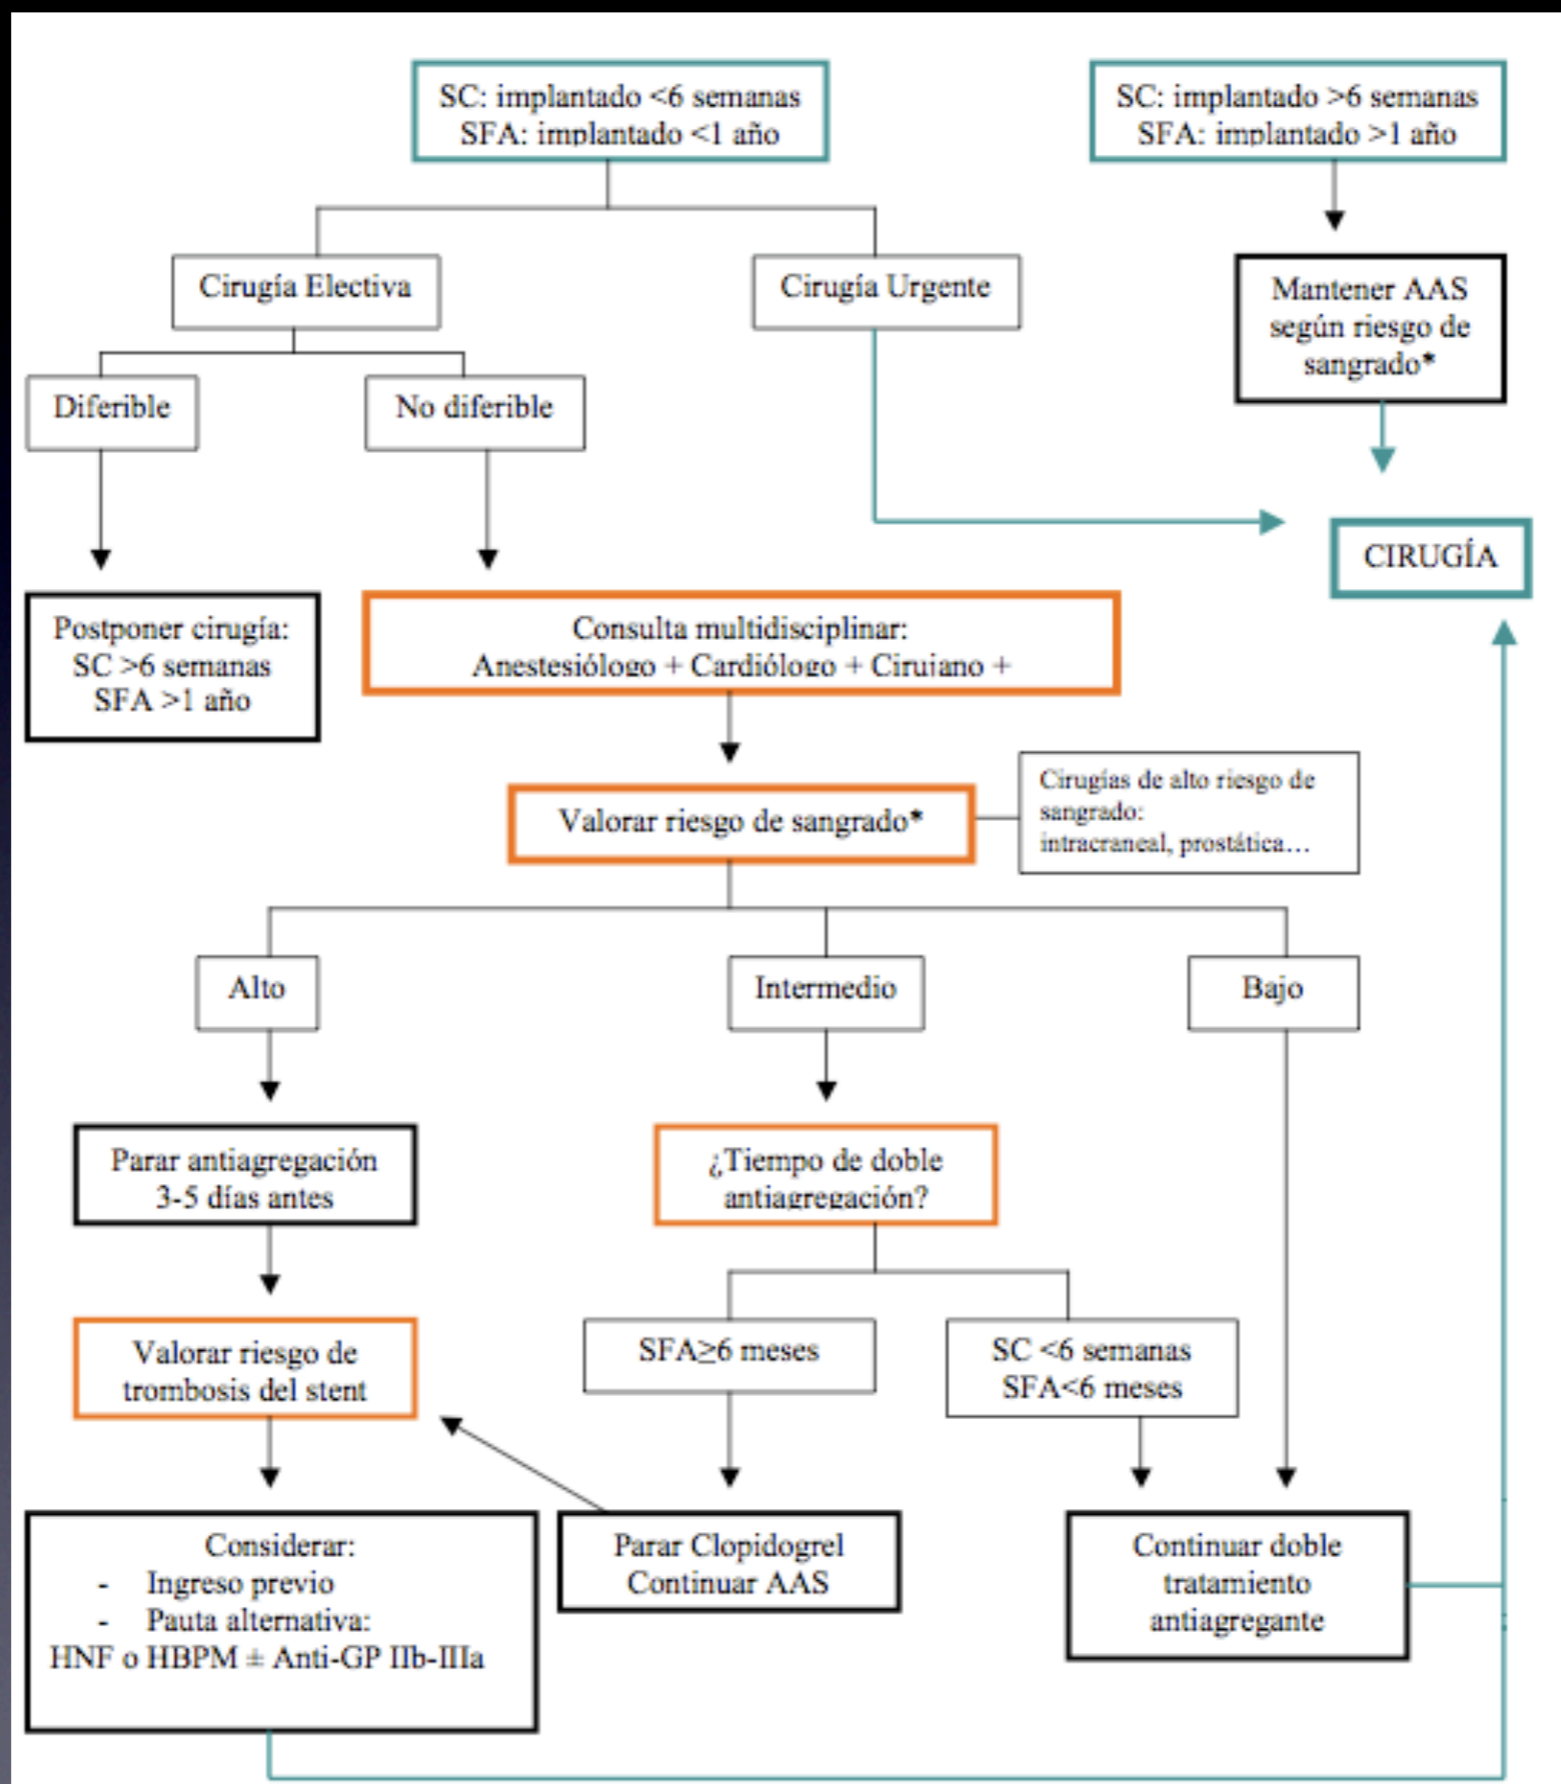 SC: implantado <6 semanas
SFA: implantado <1 año
SC: implantado >6 semanas
SFA: implantado >1 año
Cirugía Electiva
Cirugía Urgente
Mantener AAS
según riesgo de
sangrado*
Diferible
No diferible
CIRUGÍA
Postponer cirugía:
SC >6 semanas
SFA >1 año
Consulta multidisciplinar:
Anestesiólogo + Cardiólogo + Cirujano +
Valorar riesgo de sangrado*
Cirugías de alto riesgo de
sangrado:
intracraneal, prostática…
Alto
Intermedio
Bajo
Parar antiagregación
3-5 días antes
¿Tiempo de doble
antiagregación?
Valorar riesgo de
trombosis del stent
SFA≥6 meses
SC <6 semanas
SFA<6 meses
Considerar:
- Ingreso previo
- Pauta alternativa:
HNF o HBPM ± Anti-GP IIb-IIIa
Parar Clopidogrel
Continuar AAS
Continuar doble
tratamiento
antiagregante